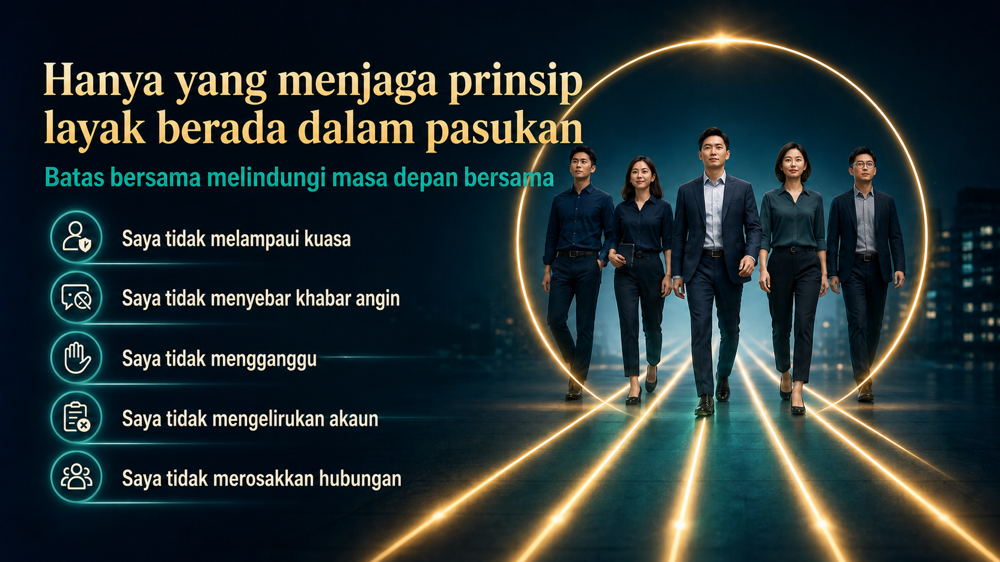 Hanya yang menjaga prinsip
layak berada dalam pasukan
Batas bersama melindungi masa depan bersama
Saya tidak melampaui kuasa
Saya tidak menyebar khabar angin
Saya tidak mengganggu
Saya tidak mengelirukan akaun
Saya tidak merosakkan hubungan